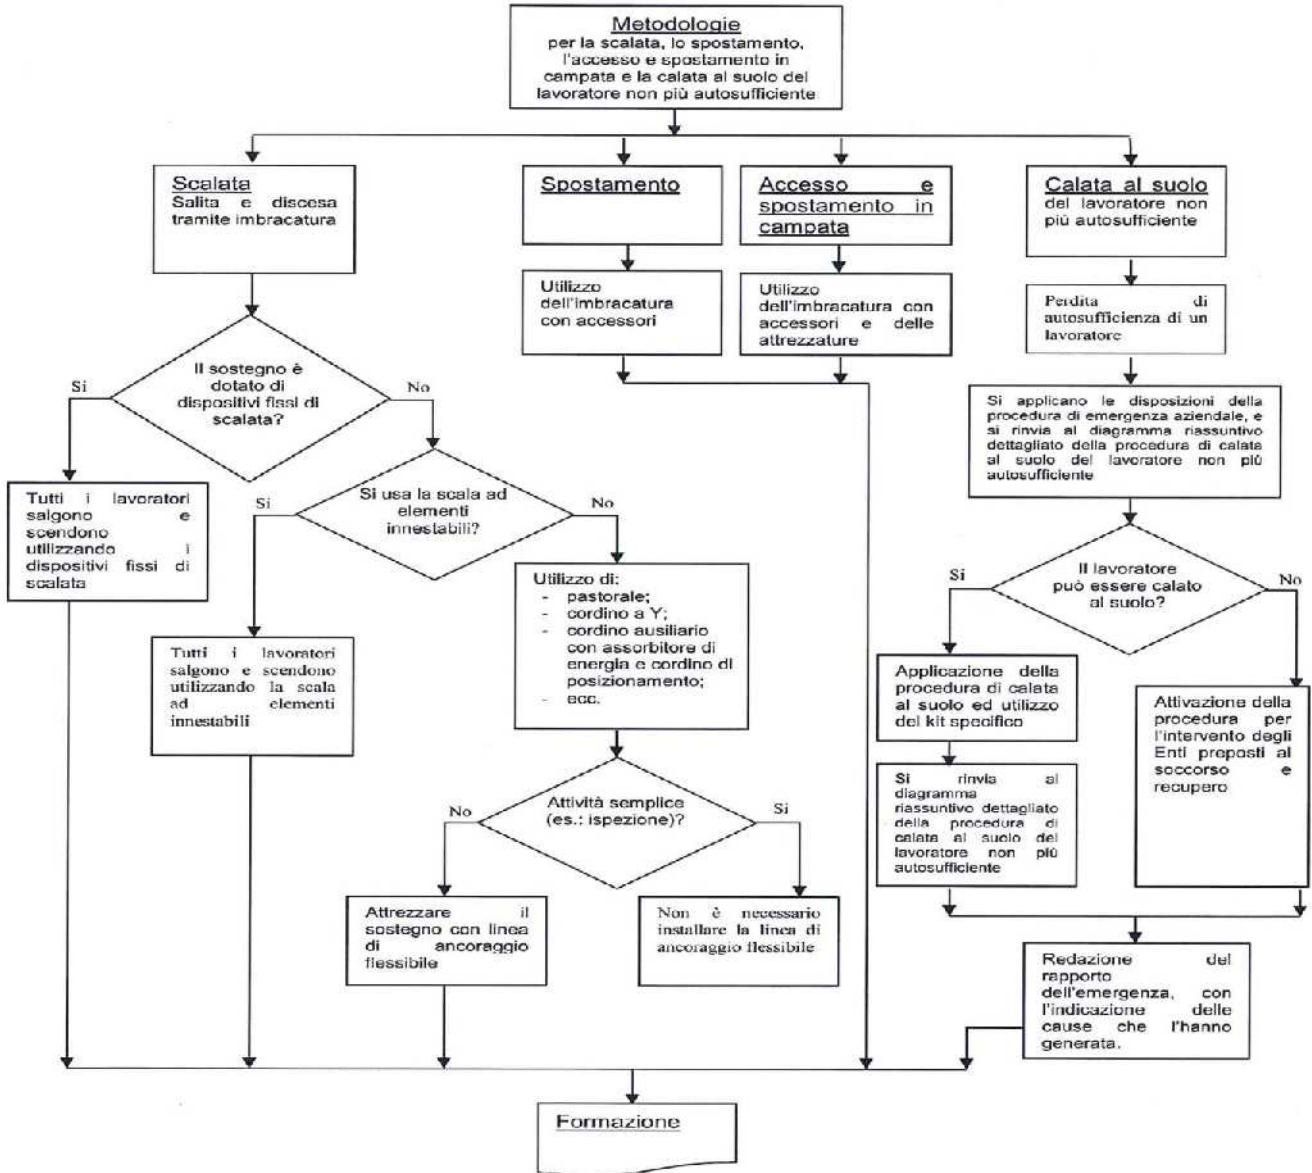 Metodologie
per la scalata, lo spostamento,
l'accesso e spostamento in
campata e la calata al suolo del
lavoratore non più autosufficiente
Scalata
Salita e discesa
tramite imbracatura
Spostamento
Accesso e
spostamento in
campata
Calata al suolo
del lavoratore non
più autosufficiente
Utilizzo
dell'imbracatura
con accessori
Utilizzo
dell'imbracatura con
accessori e delle
attrezzature
Perdita di
autosufficienza di un
lavoratore
Il sostegno è
dotato di
dispositivi fissi di
scalata?
Si
No
Si applicano le disposizioni della
procedura di emergenza aziendale, e
si rinvia al diagramma riassuntivo
dettagliato della procedura di calata
al suolo del lavoratore non più
autosufficiente
Tutti i lavoratori
salgono e
scendono
utilizzando i
dispositivi fissi di
scalata
Si usa la scala ad
elementi
innestabili?
Si
No
Tutti i lavoratori
salgono e scendono
utilizzando la scala
ad elementi
innestabili
Utilizzo di:
- pastorale;
- cordino a Y;
- cordino ausiliario
con assorbitore di
energia e cordino di
posizionamento;
- ecc.
Il lavoratore
può essere calato
al suolo?
Si
No
Applicazione della
procedura di calata
al suolo ed utilizzo
del kit specifico
Attivazione della
procedura per
l'intervento degli
Enti preposti al
soccorso e
recupero
Si rinvia al
diagramma
riassuntivo dettagliato
della procedura di
calata al suolo del
lavoratore non più
autosufficiente
Attività semplice
(es.: ispezione)?
No
Si
Attrezzare il
sostegno con linea
di ancoraggio
flessibile
Non è necessario
installare la linea di
ancoraggio flessibile
Redazione del
rapporto
dell'emergenza, con
l'indicazione delle
cause che l'hanno
generata.
Formazione